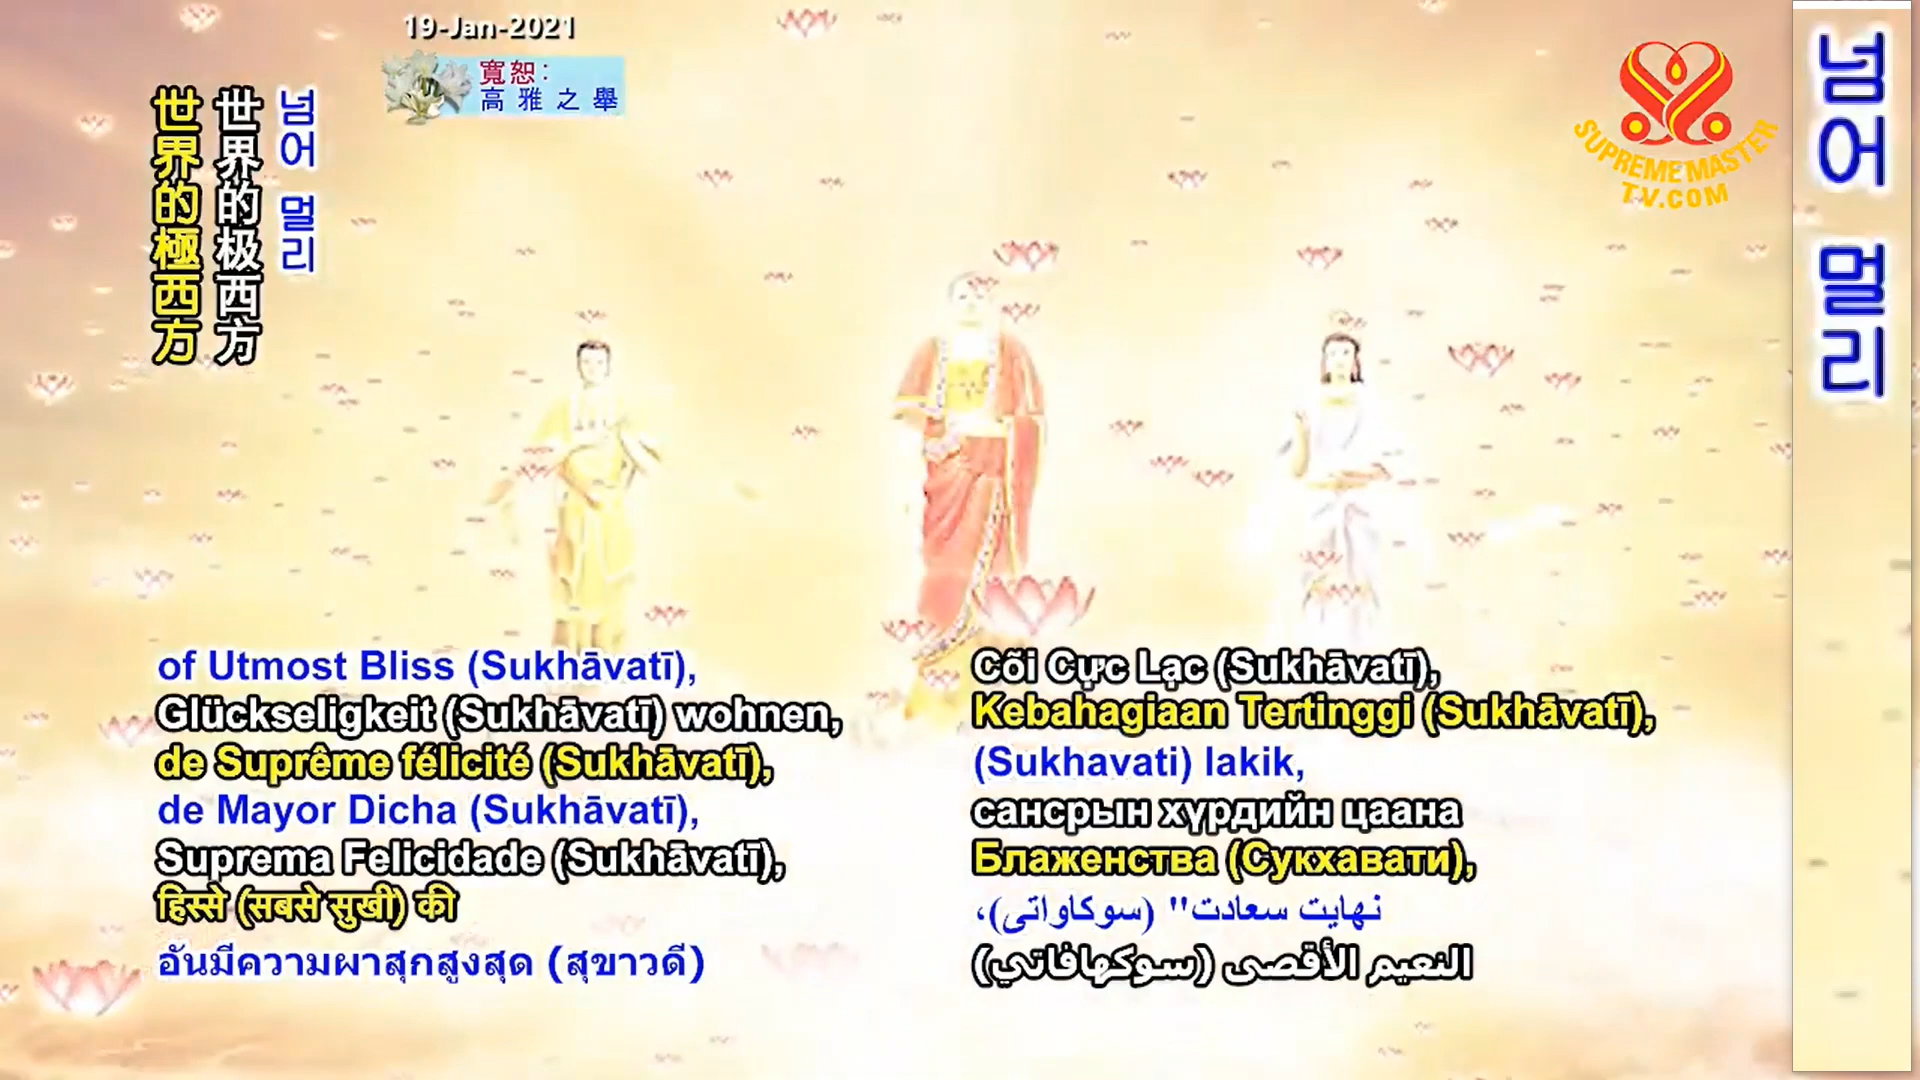 19-Jan-2021
寬恕：
高雅之舉
SUPREME MASTER
TV.COM
넘어 멀리
넘어 멀리
世界的极西方
世界的極西方
of Utmost Bliss (Sukhāvatī),
Glückseligkeit (Sukhāvatī) wohnen,
de Suprême félicité (Sukhāvatī),
de Mayor Dicha (Sukhāvatī),
Suprema Felicidade (Sukhāvatī),
हिस्से (सबसे सुखी) की
อันมีความผาสุกสูงสุด (สุขาวดี)
Cõi Cực Lạc (Sukhāvatī),
Kebahagiaan Tertinggi (Sukhāvatī),
(Sukhavati) lakik,
сансрын хүрдийн цаана
Блаженства (Сукхавати),
نهایت سعادت" (سوکاواتی)،
النعيم الأقصى (سوكهافاتي)